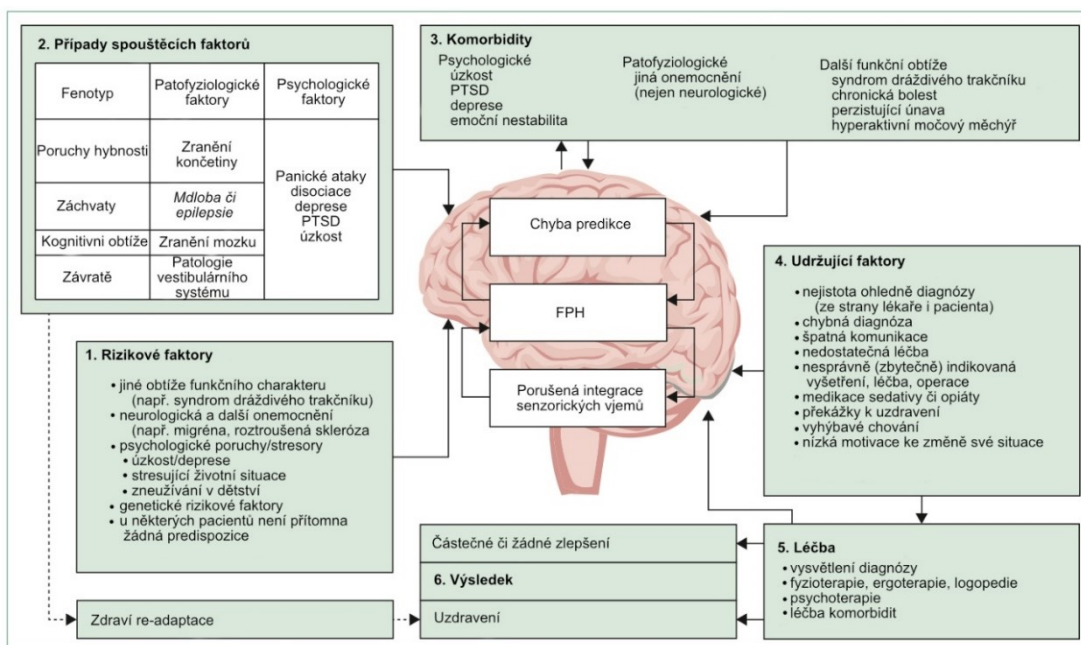 2. Případy spouštěcích faktorů
Fenotyp
Patofyziologické
faktory
Psychologické
faktory
Poruchy hybnosti
Zranění
končetiny
Záchvaty
Mdloba či
epilepsie
Kognitivni obtíže
Zranění mozku
Závratě
Patologie
vestibulárního
systému
Panické ataky
disociace
deprese
PTSD
úzkost
3. Komorbidity
Psychologické
úzkost
PTSD
deprese
emoční nestabilita
Patofyziologické
jiná onemocnění
(nejen neurologické)
Další funkční obtíže
syndrom dráždivého trakčníku
chronická bolest
perzistující únava
hyperaktivní močový měchýř
Chyba predikce
FPH
Porušená integrace
senzorických vjemů
4. Udržující faktory
• nejistota ohledně diagnózy
(ze strany lékaře i pacienta)
• chybná diagnóza
• špatná komunikace
• nedostatečná léčba
• nesprávně (zbytečně) indikovaná
vyšetření, léčba, operace
• medikace sedativy či opiáty
• překážky k uzdravení
• vyhýbavé chování
• nízká motivace ke změně své situace
1. Rizikové faktory
• jiné obtíže funkčního charakteru
(např. syndrom dráždivého trakčníku)
• neurologická a další onemocnění
(např. migréna, roztroušená skleróza
• psychologické poruchy/stresory
• úzkost/deprese
• stresující životní situace
• zneužívání v dětství
• genetické rizikové faktory
• u některých pacientů není přítomna
žádná predispozice
Částečné či žádné zlepšení
6. Výsledek
Uzdravení
5. Léčba
• vysvětlení diagnózy
• fyzioterapie, ergoterapie, logopedie
• psychoterapie
• léčba komorbidit
Zdraví re-adaptace